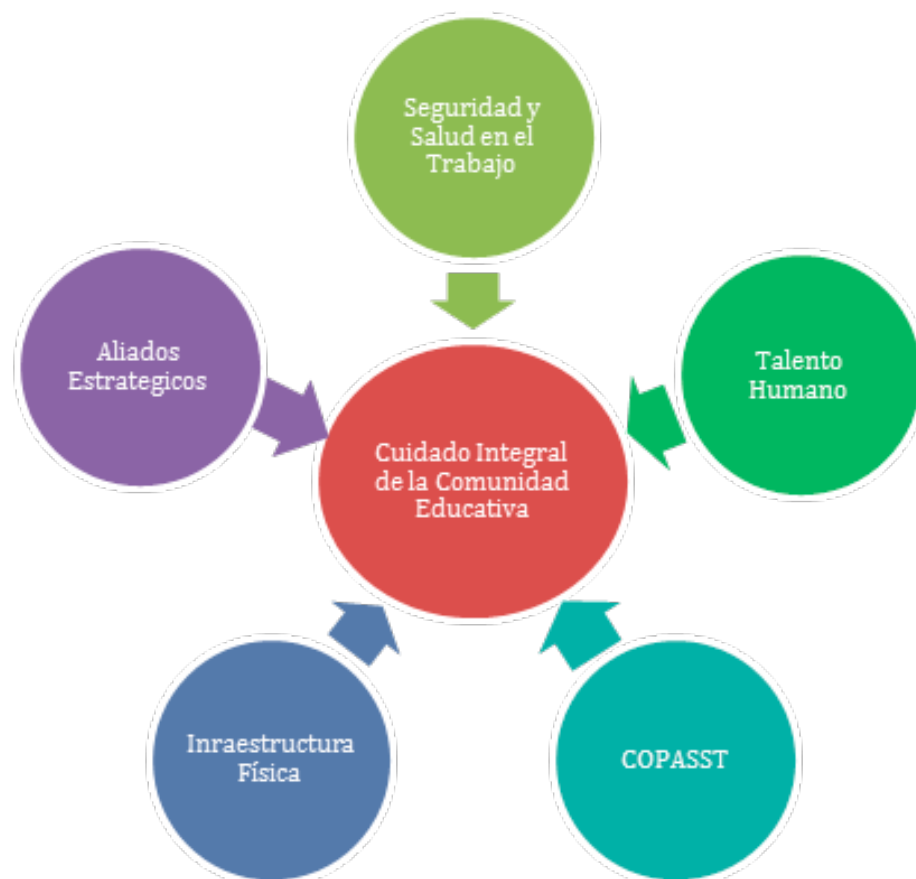 Seguridad y
Salud en el
Trabajo
Talento
Humano
COPASST
Inraestructura
Física
Aliados
Estrategicos
Cuidado Integral
de la Comunidad
Educativa